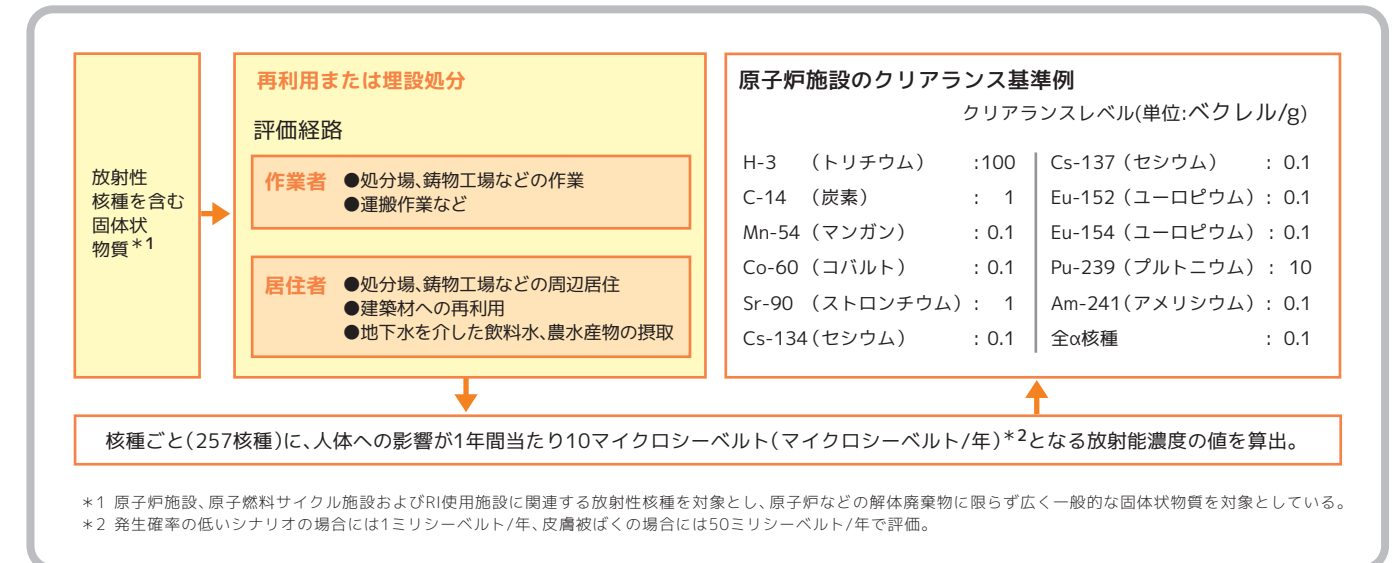 放射性
核種を含む
固体状
物質*1
再利用または埋設処分
評価経路
作業者 ●処分場、鋳物工場などの作業
●運搬作業など
居住者 ●処分場、鋳物工場などの周辺居住
●建築材への再利用
●地下水を介した飲料水、農水産物の摂取
原子炉施設のクリアランス基準例
クリアランスレベル(単位:ベクレル/g)
H-3 (トリチウム) :100
C-14 (炭素) : 1
Mn-54 (マンガン) : 0.1
Co-60 (コバルト) : 0.1
Sr-90 (ストロンチウム) : 1
Cs-134 (セシウム) : 0.1
Cs-137 (セシウム) : 0.1
Eu-152 (ユーロピウム) : 0.1
Eu-154 (ユーロピウム) : 0.1
Pu-239 (プルトニウム) : 10
Am-241 (アメリシウム) : 0.1
全α核種 : 0.1
核種ごと(257核種)に、人体への影響が1年間当たり10マイクロシーベルト(マイクロシーベルト/年)*2となる放射能濃度の値を算出。
*1 原子炉施設、原子燃料サイクル施設およびRI使用施設に関連する放射性核種を対象とし、原子炉などの解体廃棄物に限らず広く一般的な固体状物質を対象としている。
*2 発生確率の低いシナリオの場合には1ミリシーベルト/年、皮膚被ばくの場合には50ミリシーベルト/年で評価。